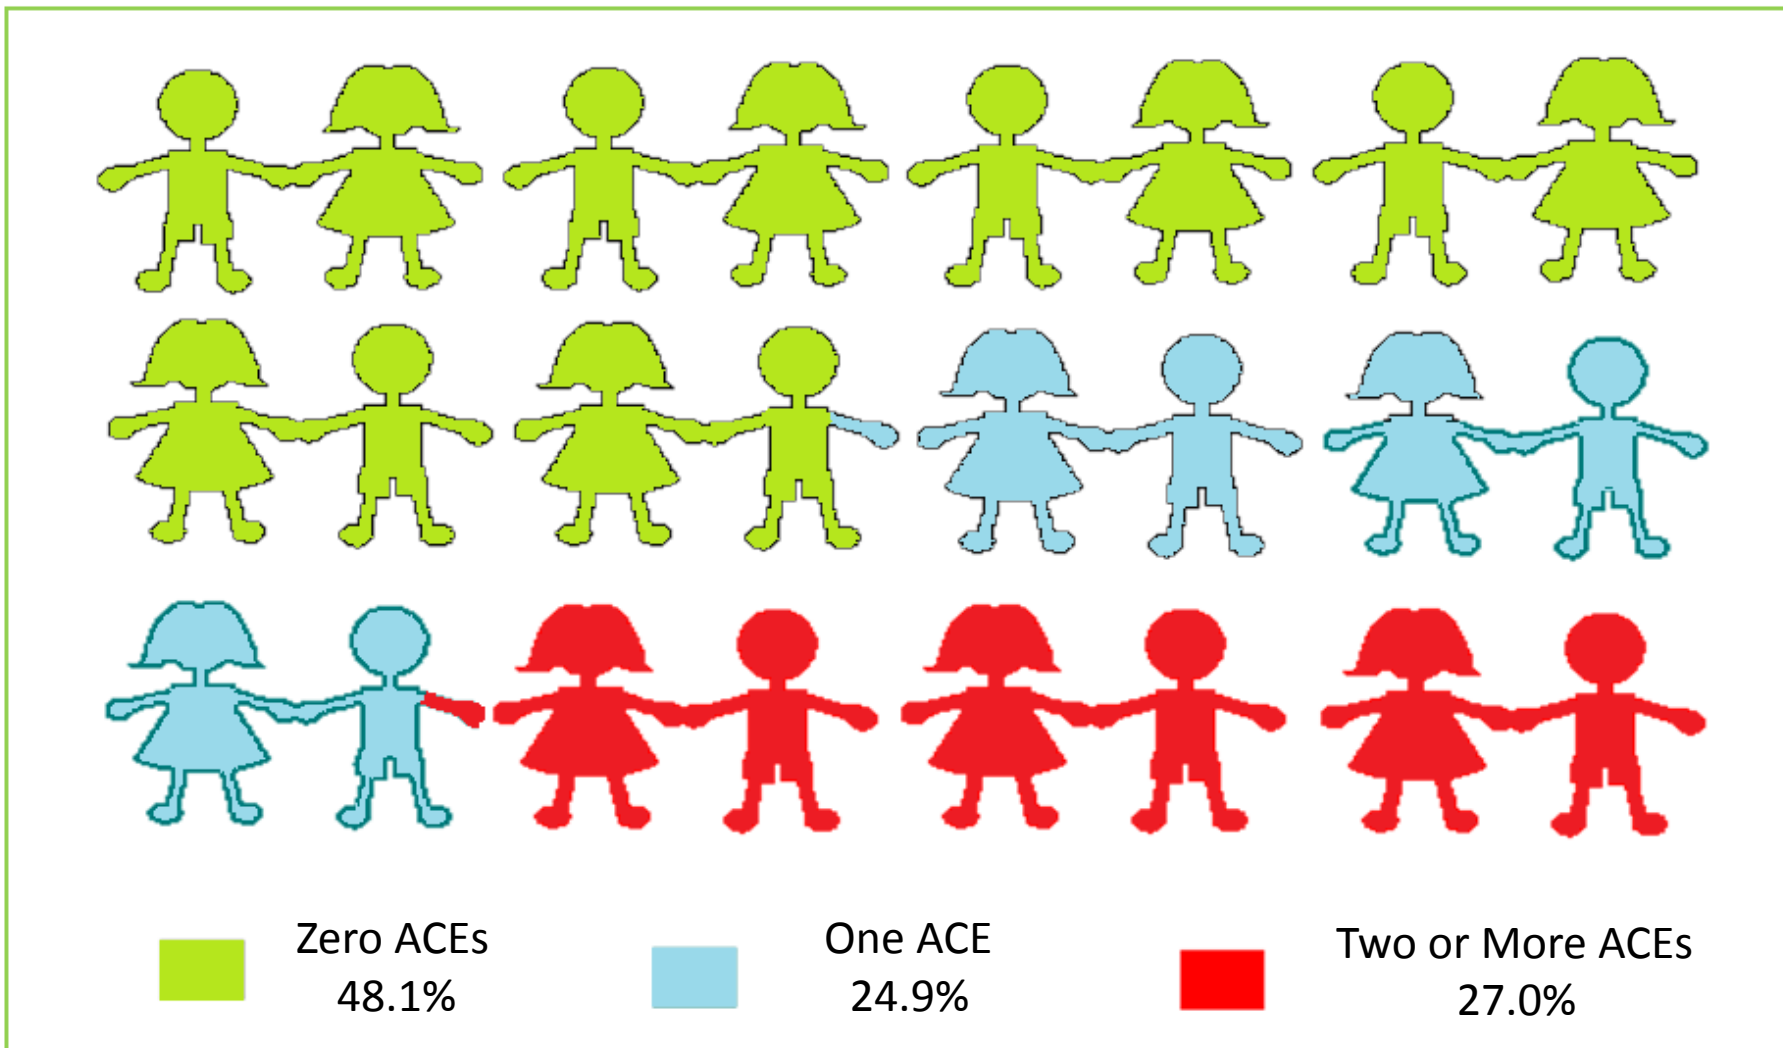 Zero ACEs
48.1%
One ACE
24.9%
Two or More ACEs
27.0%